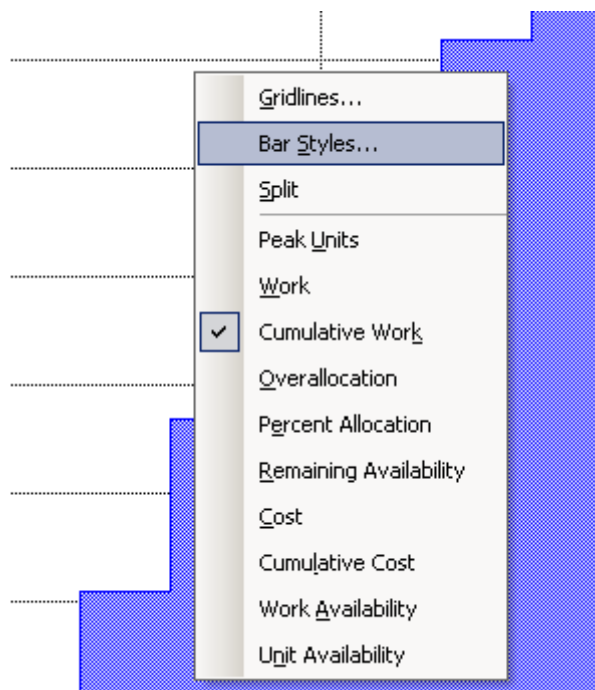 Gridlines...
Bar Styles...
Split
Peak Units
Work
Cumulative Work
Overallocation
Percent Allocation
Remaining Availability
Cost
Cumulative Cost
Work Availability
Unit Availability